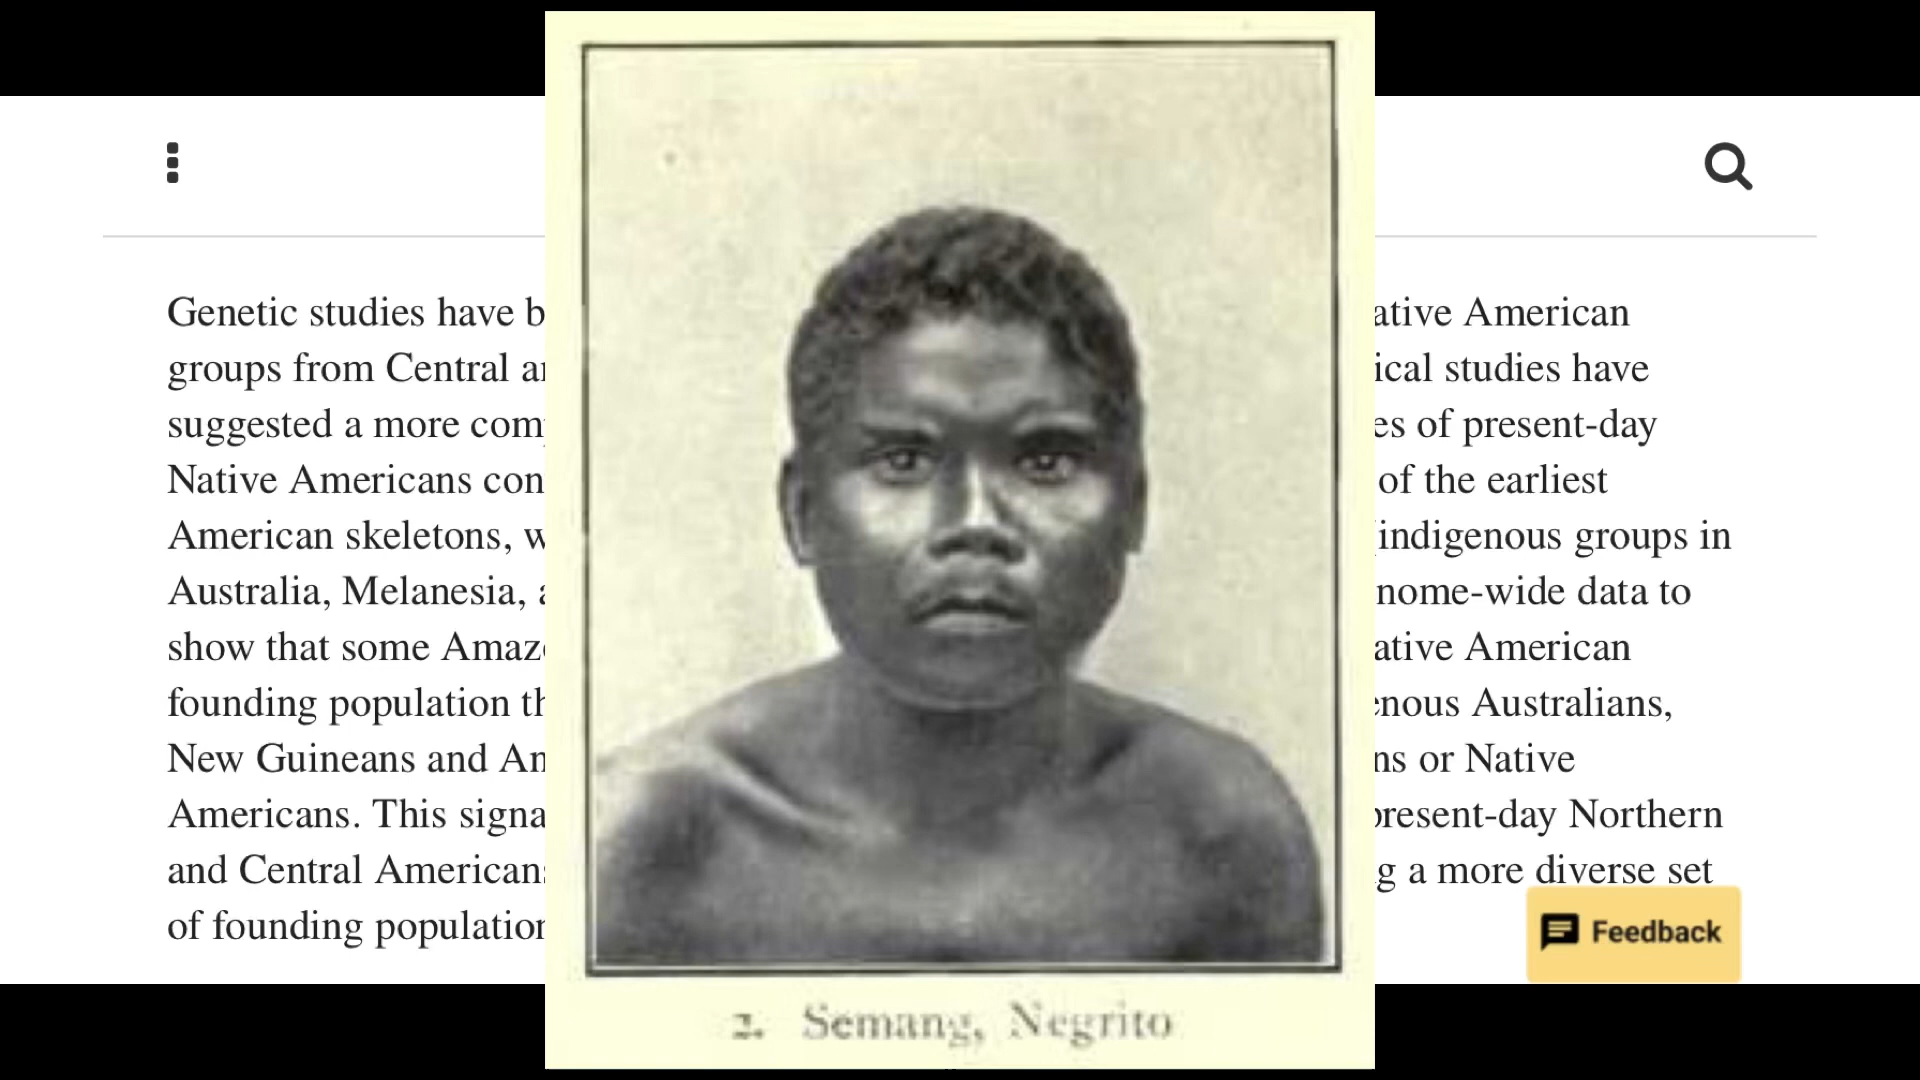 Genetic studies have b
ative American
groups from Central a
ical studies have
suggested a more com
es of present-day
Native Americans con
of the earliest
American skeletons, w
indigenous groups in
Australia, Melanesia, a
nome-wide data to
show that some Amaz
ative American
founding population th
enous Australians,
New Guineans and An
ns or Native
Americans. This signa
present-day Northern
and Central American
g a more diverse set
of founding population
Feedback
2. Semang, Negrito